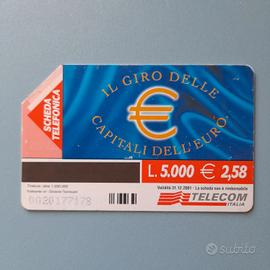 SCHEDA
TELEFONICA
IL GIRO DELLE
€
CAPITALI DELL'EURO
L. 5.000 € 2,58
Validità 31.12.2001 - La scheda non è rimborsabile
TELECOM
ITALIA
0020177178
subito